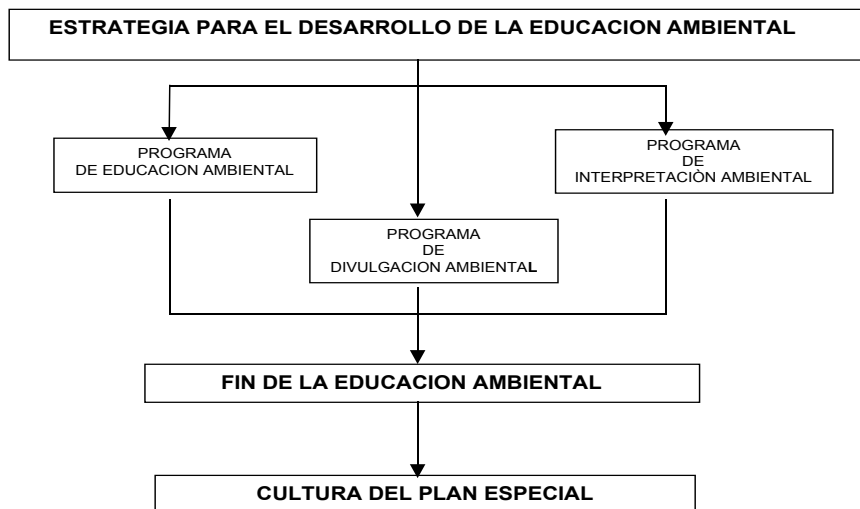 ESTRATEGIA PARA EL DESARROLLO DE LA EDUCACION AMBIENTAL
PROGRAMA
DE EDUCACION AMBIENTAL
PROGRAMA
DE
INTERPRETACIÒN AMBIENTAL
PROGRAMA
DE
DIVULGACION AMBIENTAL
FIN DE LA EDUCACION AMBIENTAL
CULTURA DEL PLAN ESPECIAL